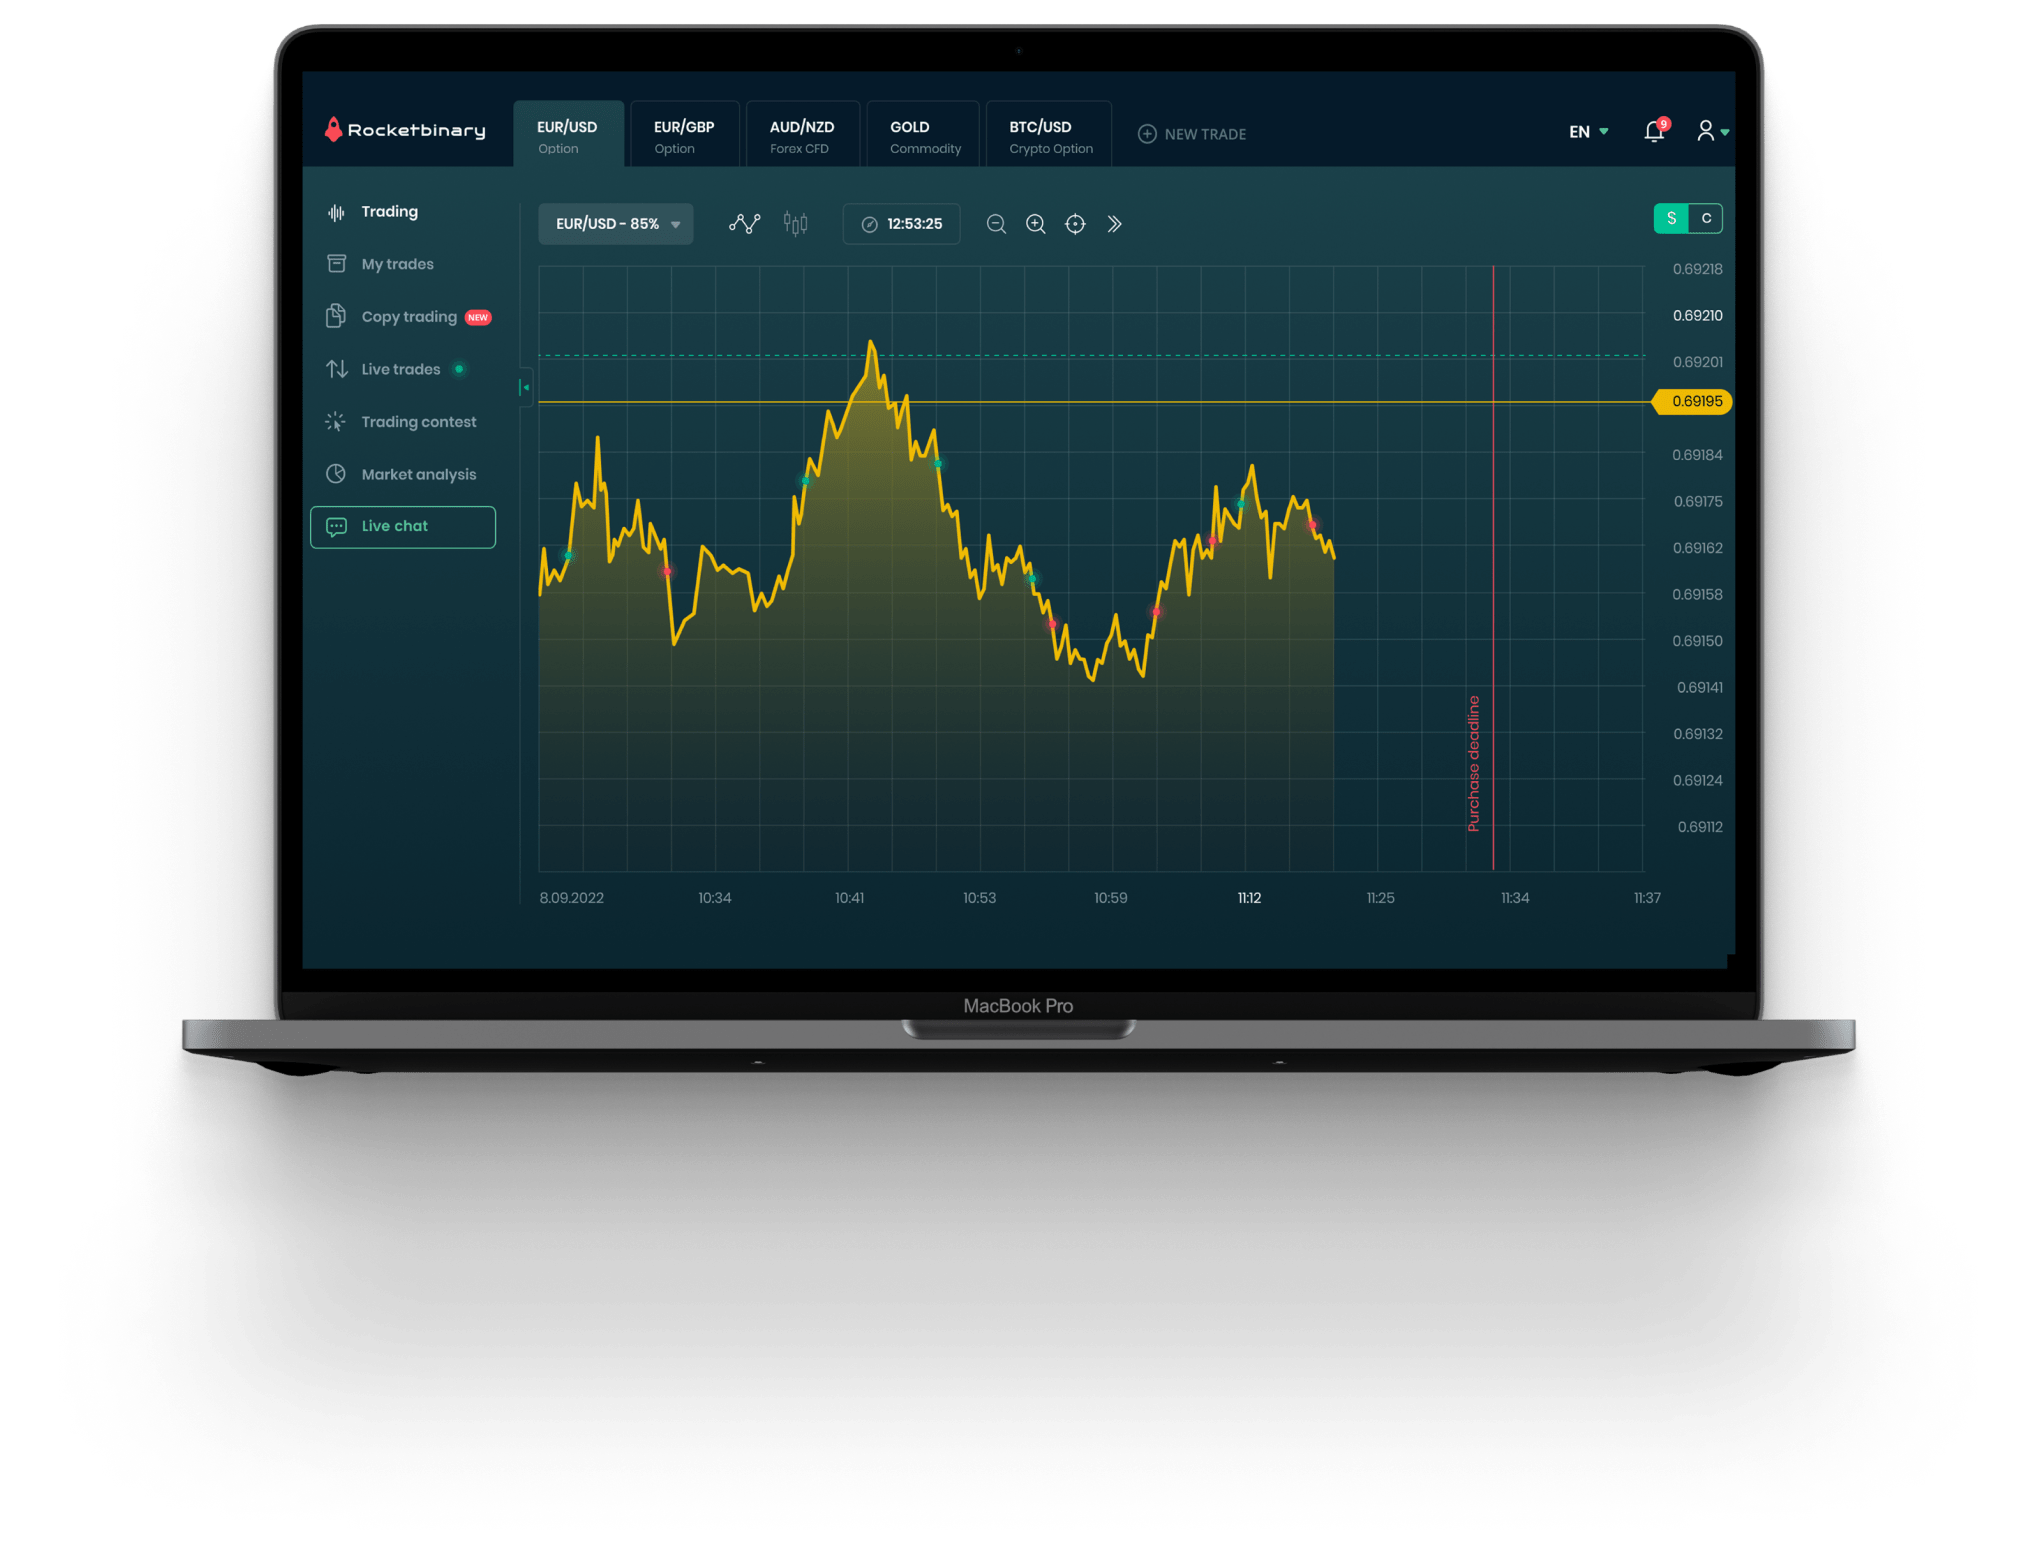 Rocketbinary
EUR/USD
Option
EUR/GBP
Option
AUD/NZD
Forex CFD
GOLD
Commodity
BTC/USD
Crypto Option
NEW TRADE
EN
9
Trading
My trades
Copy trading NEW
Live trades
Trading contest
Market analysis
Live chat
EUR/USD - 85%
12:53:25
S C
0.69218
0.69210
0.69201
0.69195
0.69184
0.69175
0.69162
0.69158
0.69150
0.69141
0.69132
0.69124
0.69112
Purchase deadline
8.09.2022 10:34 10:41 10:53 10:59 11:12 11:25 11:34 11:37
MacBook Pro